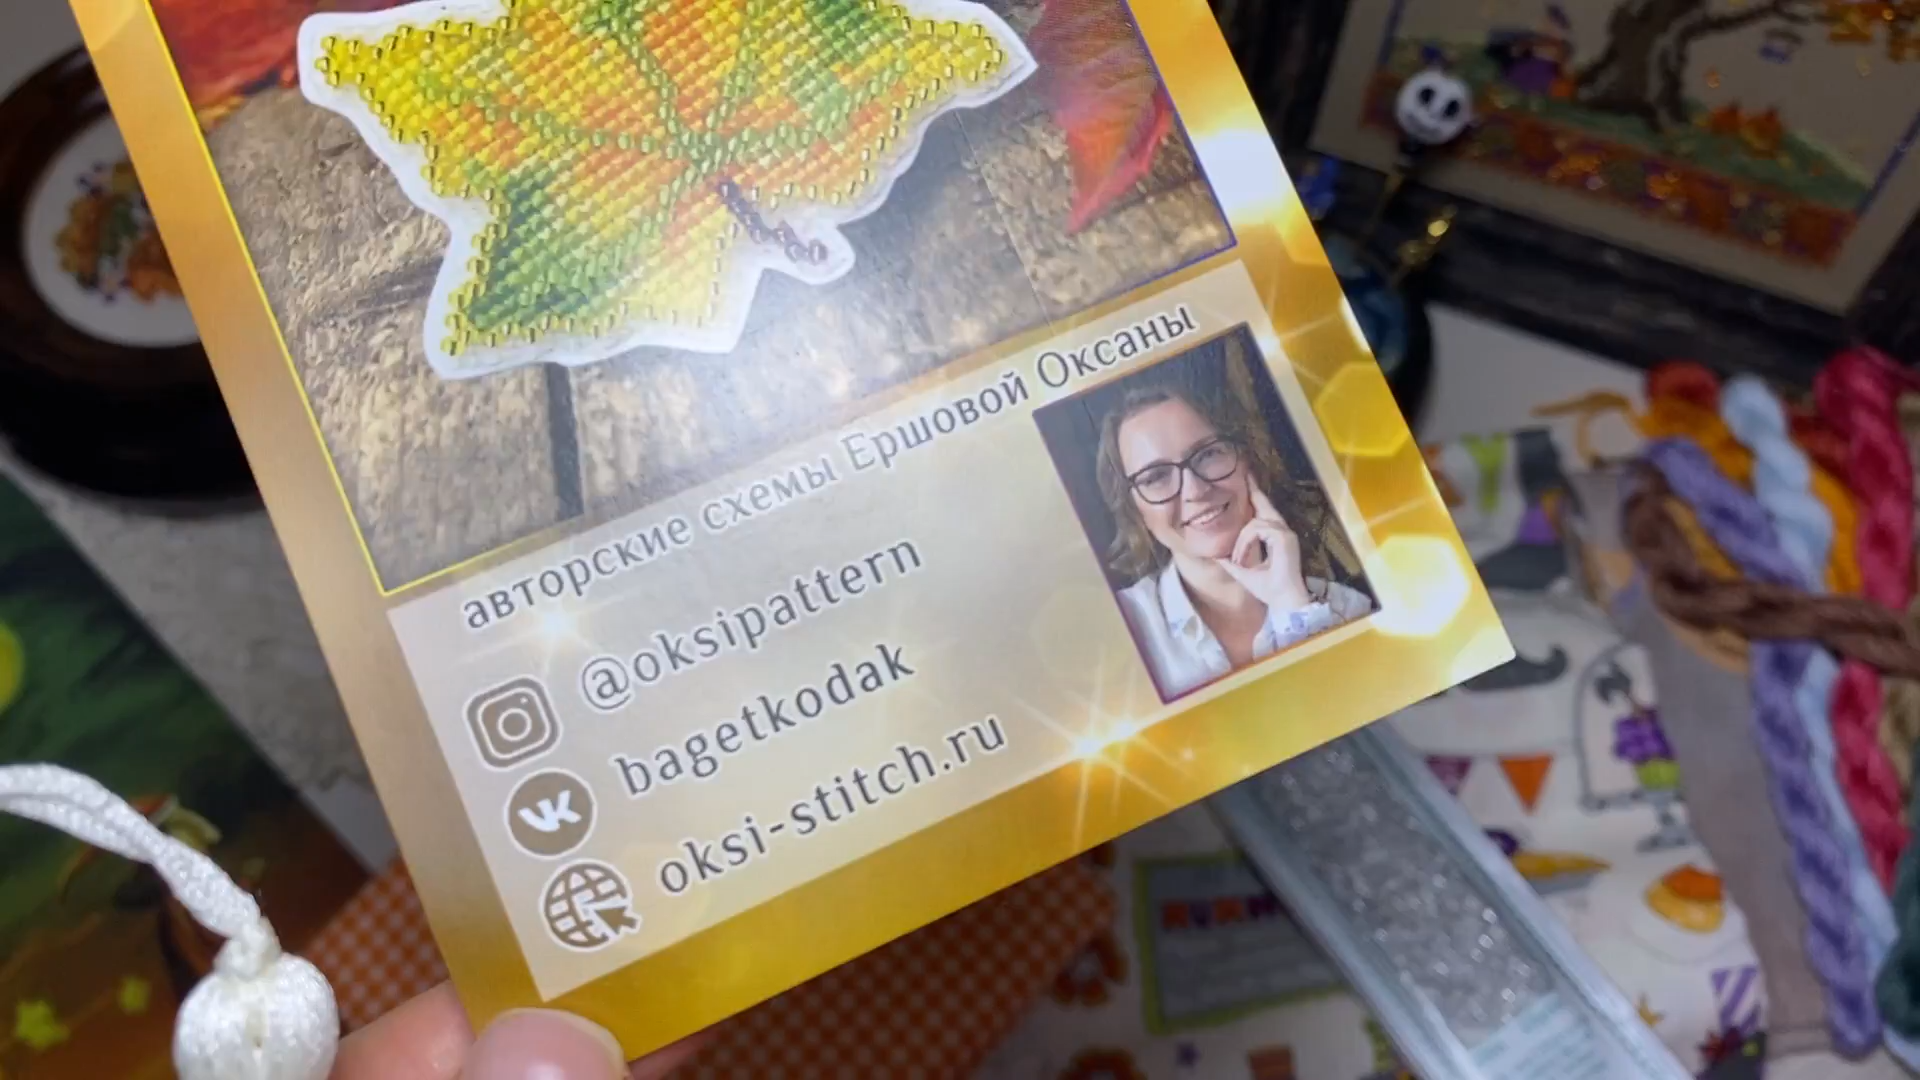 авторские схемы Ершовой Оксаны
@oksipattern
bagetkodak
oksi-stitch.ru